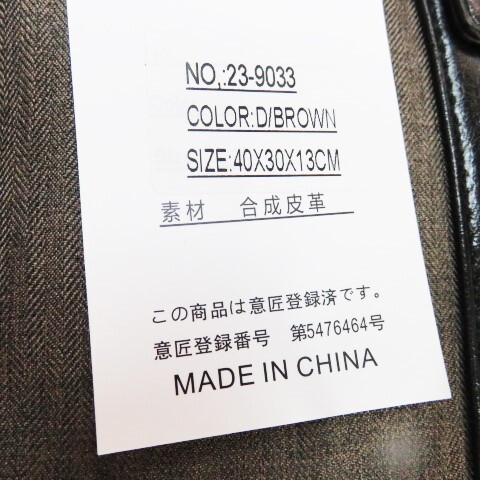 NO,:23-9033
COLOR:D/BROWN
SIZE:40X30X13CM
素材 合成皮革
この商品は意匠登録済です。
意匠登録番号 第5476464号
MADE IN CHINA